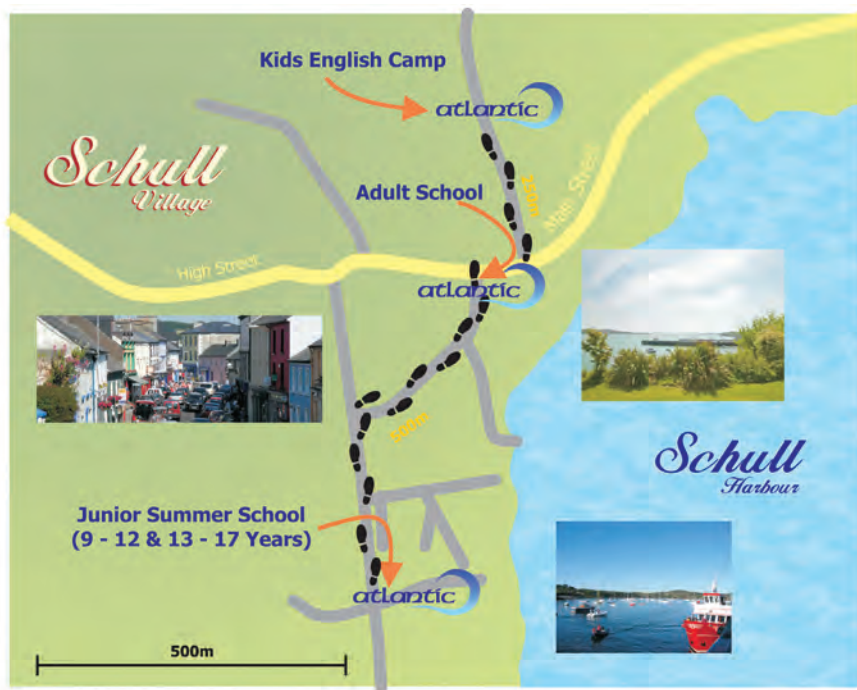 Kids English Camp
atlantic
Schull
Village
Adult School
250m
Main Street
High Street
atlantic
500m
Schull
Harbour
Junior Summer School
(9 - 12 & 13 - 17 Years)
atlantic
500m